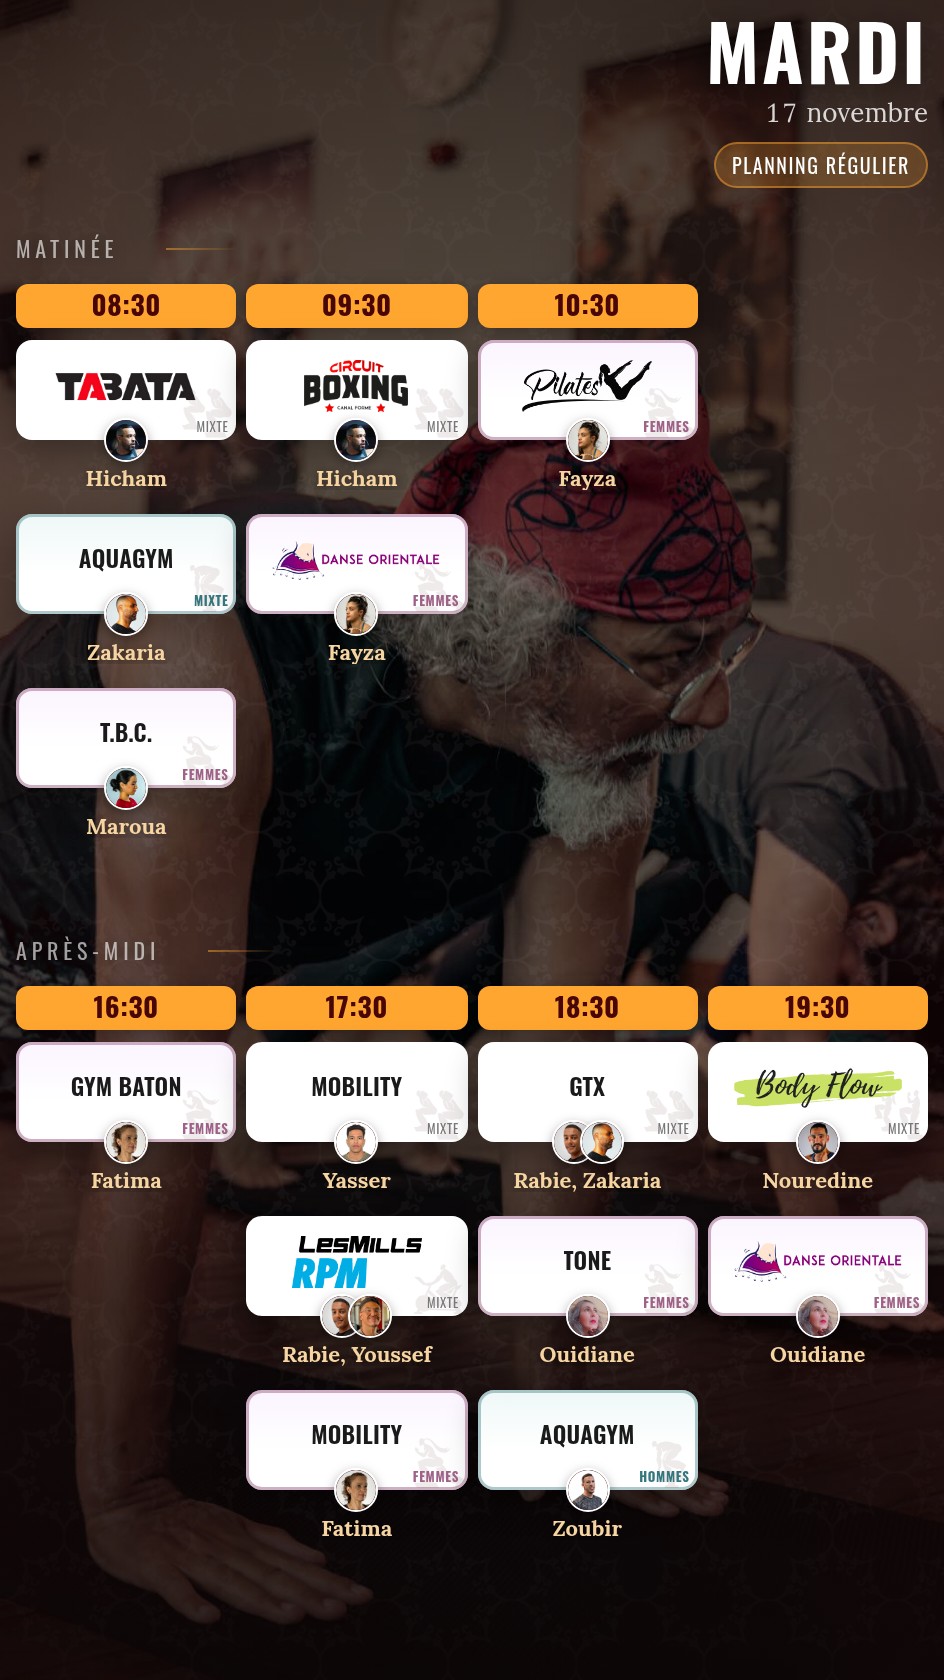 MARDI
17 novembre
PLANNING RÉGULIER
MATINÉE
08:30
09:30
10:30
TABATA
MIXTE
Hicham
CIRCUIT
BOXING
CANAL FORME
MIXTE
Hicham
Pilates
FEMMES
Fayza
AQUAGYM
MIXTE
Zakaria
DANSE ORIENTALE
FEMMES
Fayza
T.B.C.
FEMMES
Maroua
APRÈS-MIDI
16:30
17:30
18:30
19:30
GYM BATON
FEMMES
Fatima
MOBILITY
MIXTE
Yasser
GTX
MIXTE
Rabie, Zakaria
Body Flow
MIXTE
Nouredine
LESMILLS
RPM
MIXTE
Rabie, Youssef
TONE
FEMMES
Ouidiane
DANSE ORIENTALE
FEMMES
Ouidiane
MOBILITY
FEMMES
Fatima
AQUAGYM
HOMMES
Zoubir